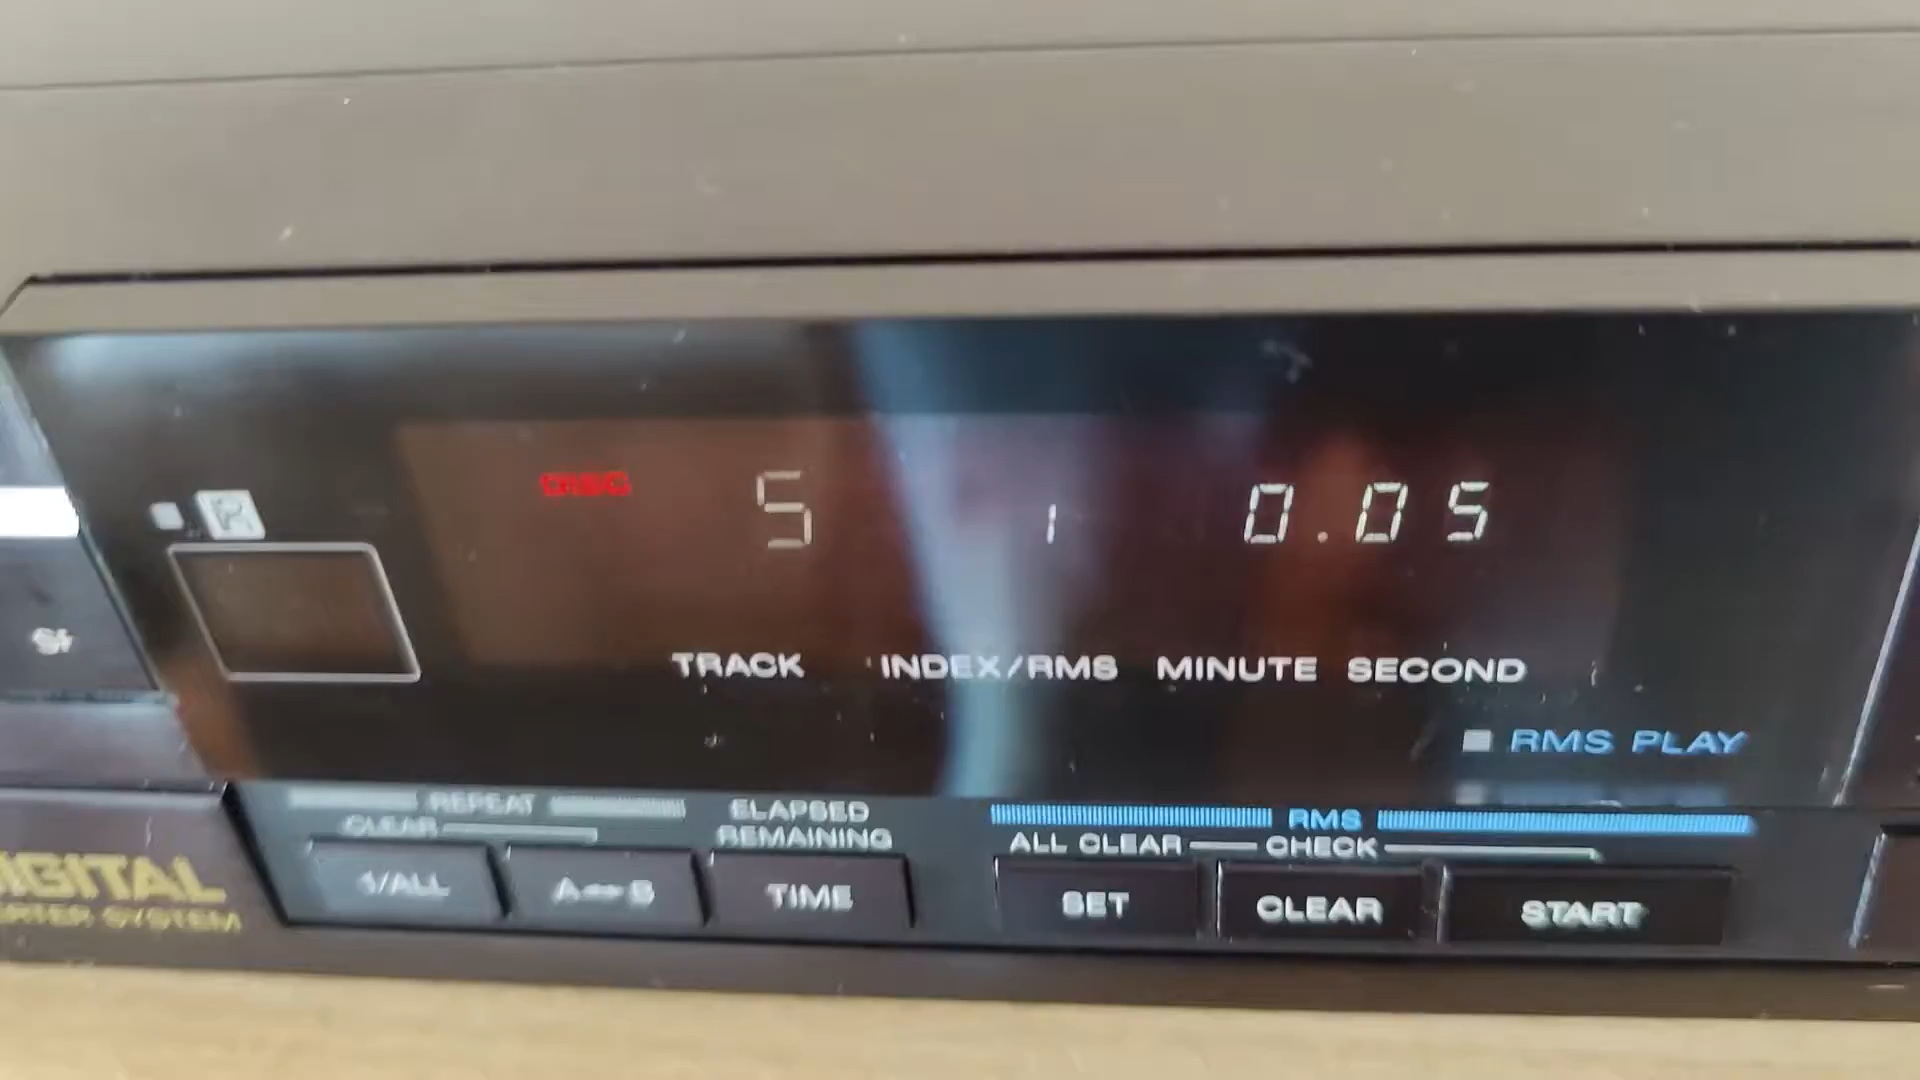 DISC 5 1 0.05
TRACK INDEX/RMS MINUTE SECOND
RMS PLAY
REPEAT ELAPSED RMS
CLEAR REMAINING ALL CLEAR CHECK
1/ALL A↔B TIME SET CLEAR START
DIGITAL
SYSTEM